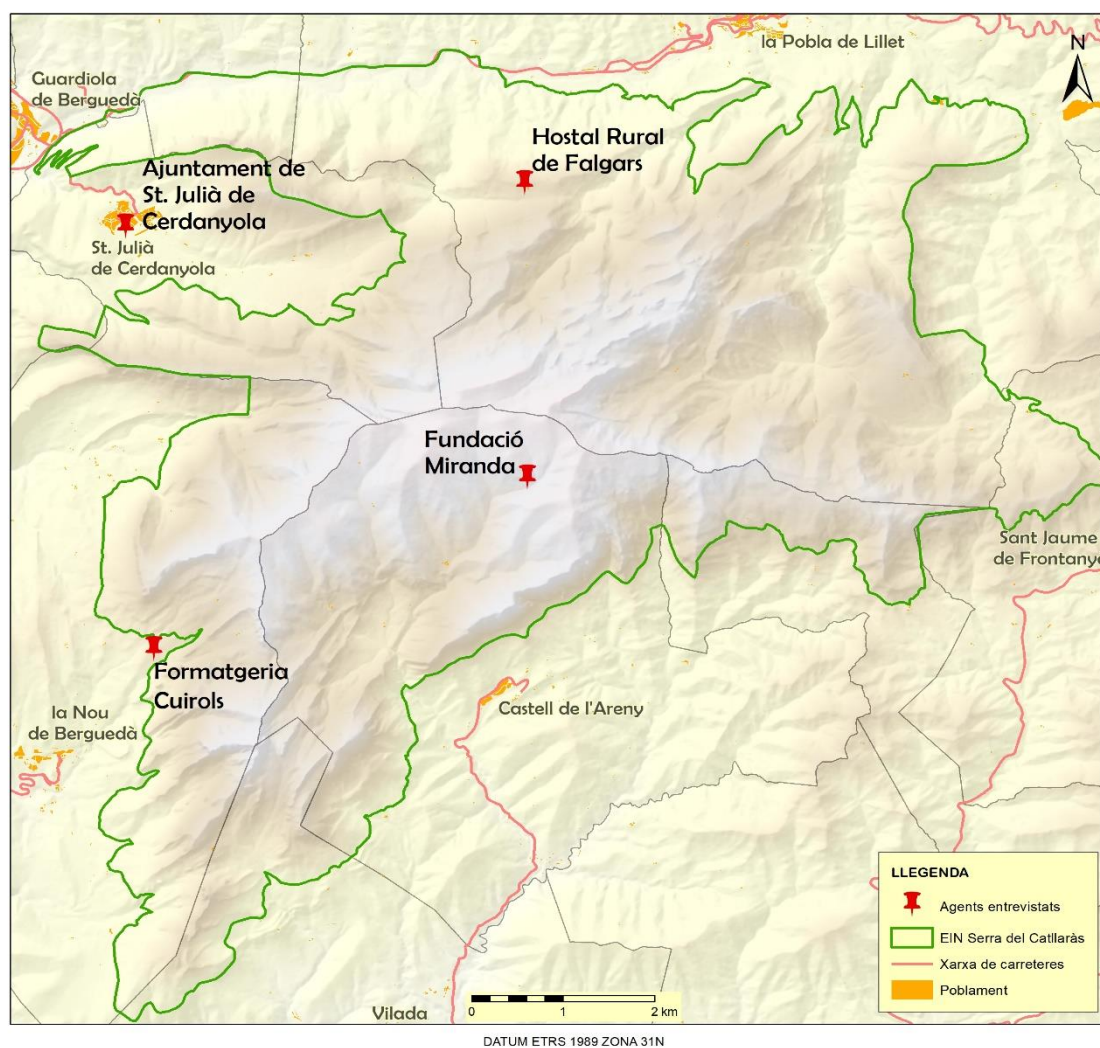 la Pobla de Lillet
N
Guardiola
de Berguedà
Hostal Rural
de Falgars
Ajuntament de
St. Julià de
Cerdanyola
St. Julià
de Cerdanyola
Fundació
Miranda
Sant Jaume
de Frontanyà
Formatgeria
Cuirols
la Nou
de Berguedà
Castell de l'Areny
Vilada
0 1 2 km
LLEGENDA
Agents entrevistats
EIN Serra del Catllaràs
Xarxa de carreteres
Poblament
DATUM ETRS 1989 ZONA 31N